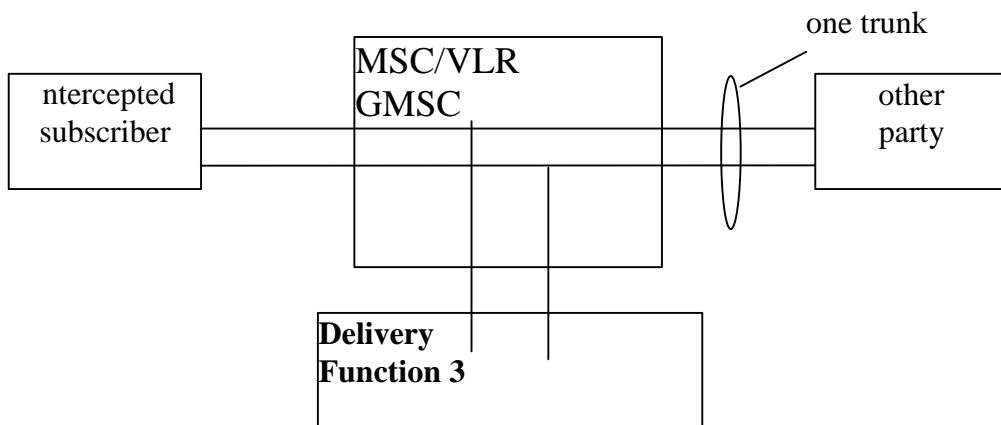 one trunk
MSC/VLR
GMSC
ntercepted
subscriber
other
party
Delivery
Function 3